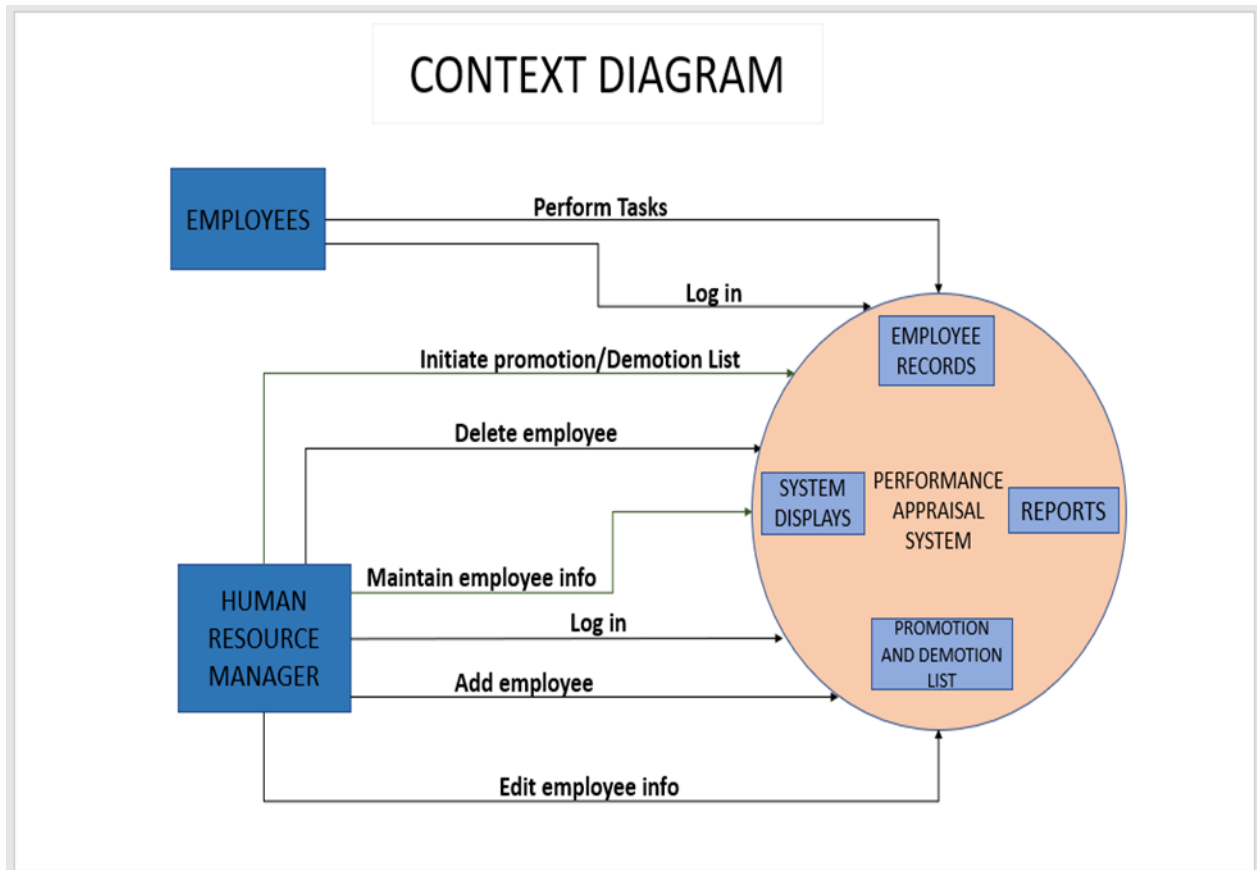 CONTEXT DIAGRAM
EMPLOYEES
Perform Tasks
Log in
EMPLOYEE
RECORDS
Initiate promotion/Demotion List
Delete employee
SYSTEM
DISPLAYS
PERFORMANCE
APPRAISAL
SYSTEM
REPORTS
Maintain employee info
HUMAN
RESOURCE
MANAGER
Log in
Add employee
PROMOTION
AND DEMOTION
LIST
Edit employee info